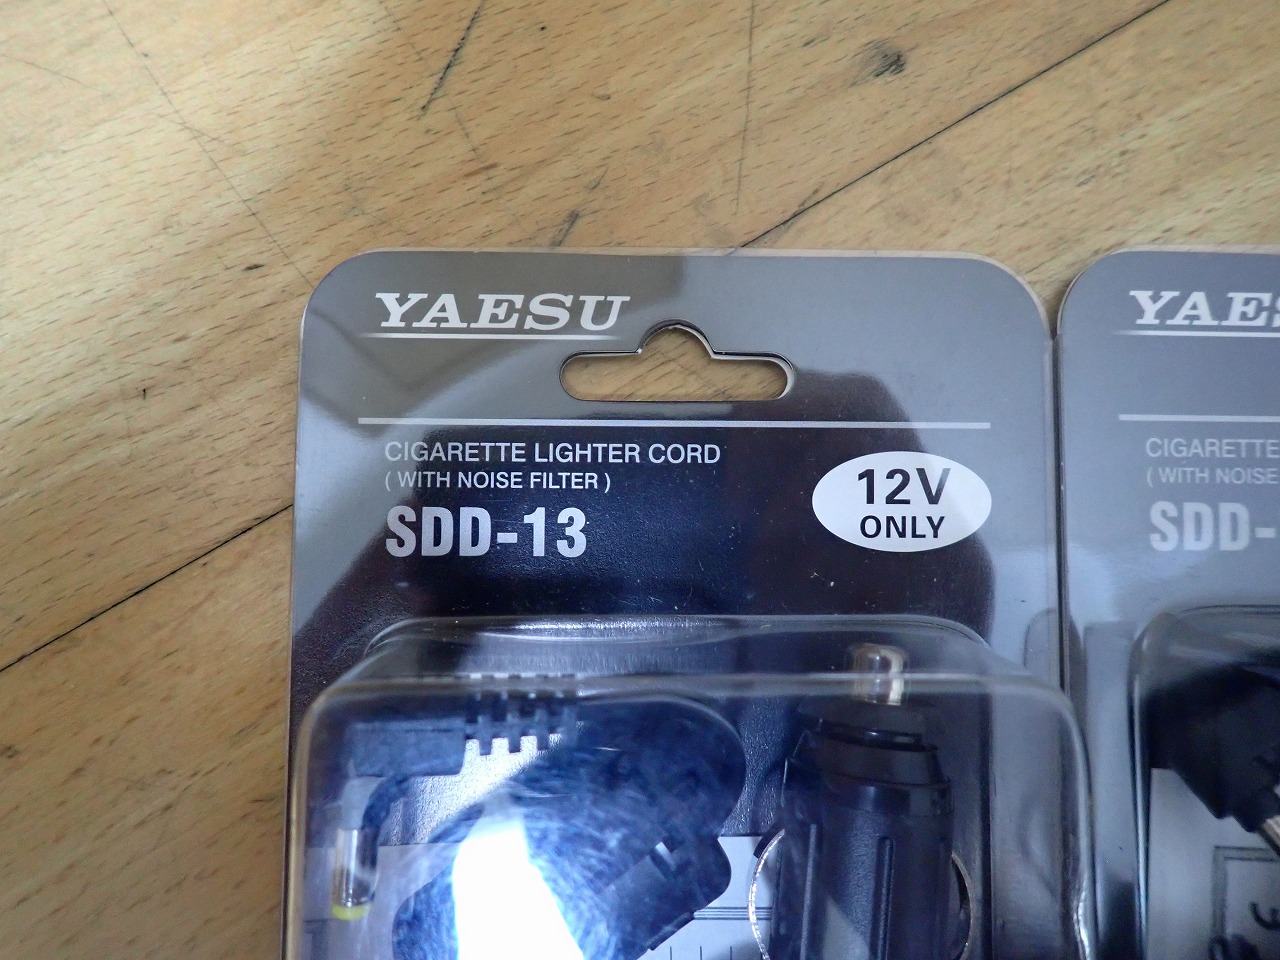 YAESU
CIGARETTE LIGHTER CORD
( WITH NOISE FILTER )
SDD-13
12V
ONLY
YAES
CIGARETTE
( WITH NOISE
SDD-